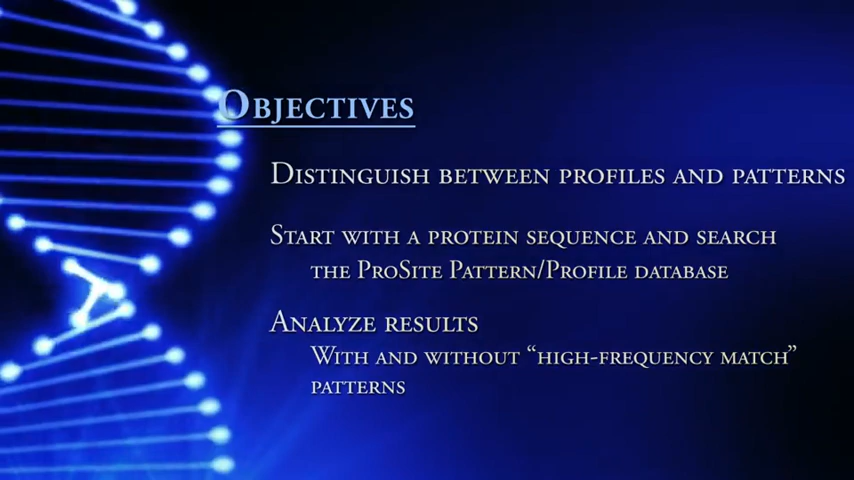 Objectives
Distinguish between profiles and patterns
Start with a protein sequence and search
the ProSite Pattern/Profile database
Analyze results
With and without “high-frequency match”
patterns